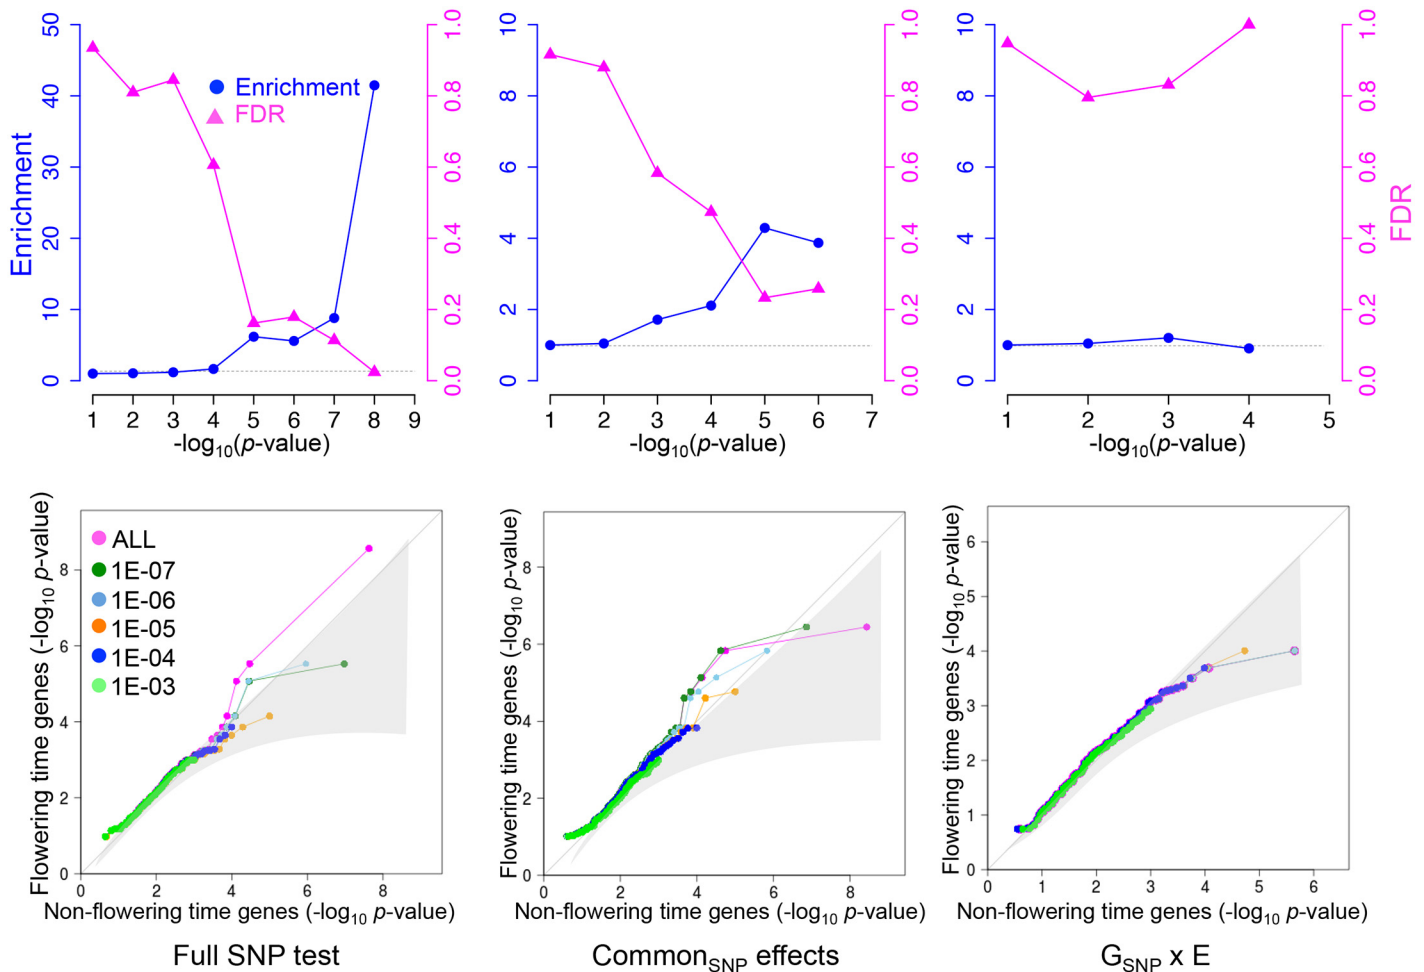 Enrichment
0 10 20 30 40 50
Enrichment
FDR
0.0 0.2 0.4 0.6 0.8 1.0
1 2 3 4 5 6 7 8 9
-log10(p-value)
0 2 4 6 8 10
0.0 0.2 0.4 0.6 0.8 1.0
1 2 3 4 5 6 7
-log10(p-value)
0 2 4 6 8 10
0.0 0.2 0.4 0.6 0.8 1.0
FDR
1 2 3 4 5
-log10(p-value)
Flowering time genes (-log10 p-value)
0 2 4 6 8
ALL
1E-07
1E-06
1E-05
1E-04
1E-03
0 2 4 6 8
Non-flowering time genes (-log10 p-value)
Full SNP test
Flowering time genes (-log10 p-value)
0 2 4 6 8
0 2 4 6 8
Non-flowering time genes (-log10 p-value)
CommonSNP effects
Flowering time genes (-log10 p-value)
0 1 2 3 4 5 6
0 1 2 3 4 5 6
Non-flowering time genes (-log10 p-value)
GSNP x E